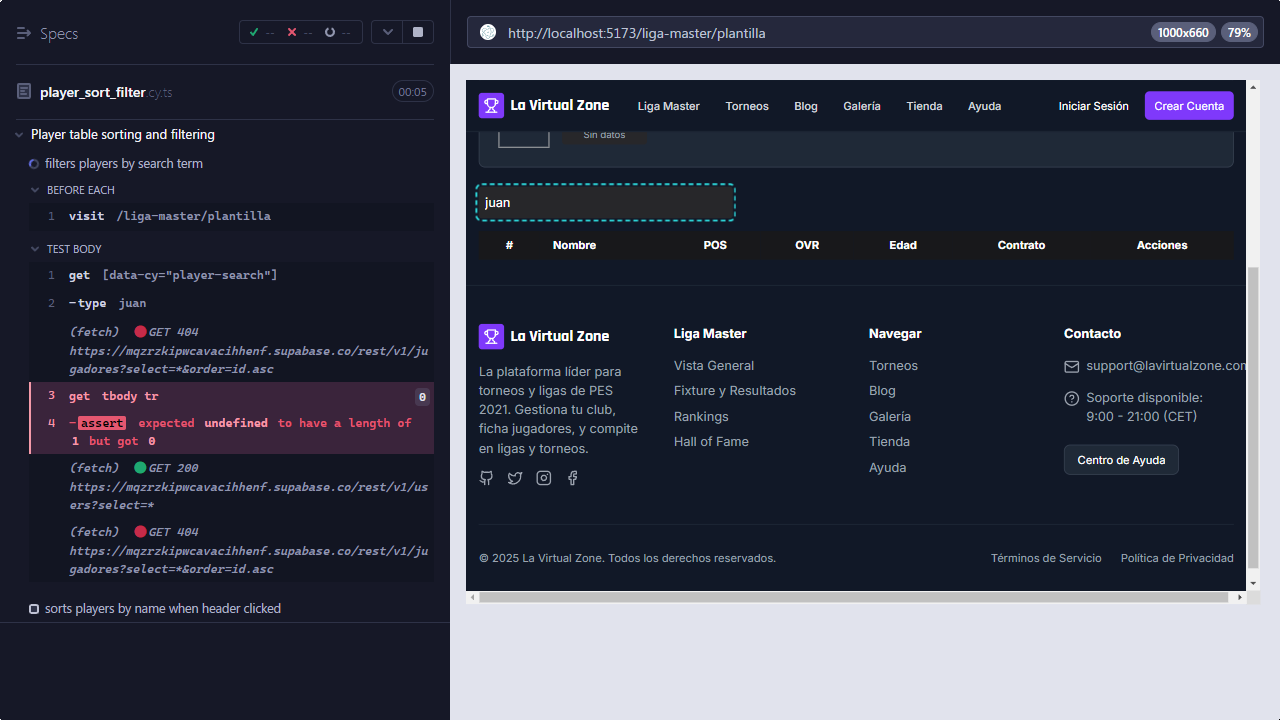 Specs
-- -- --
player_sort_filter.cy.ts
00:05
Player table sorting and filtering
filters players by search term
BEFORE EACH
1 visit /liga-master/plantilla
TEST BODY
1 get [data-cy="player-search"]
2 -type juan
(fetch) GET 404
https://mqzrzkipwcavacihhenf.supabase.co/rest/v1/ju
gadores?select=*&order=id.asc
3 get tbody tr 0
4 -assert expected undefined to have a length of
1 but got 0
(fetch) GET 200
https://mqzrzkipwcavacihhenf.supabase.co/rest/v1/us
ers?select=*
(fetch) GET 404
https://mqzrzkipwcavacihhenf.supabase.co/rest/v1/ju
gadores?select=*&order=id.asc
sorts players by name when header clicked
http://localhost:5173/liga-master/plantilla
1000x660 79%
La Virtual Zone Liga Master Torneos Blog Galería Tienda Ayuda Iniciar Sesión Crear Cuenta
Sin datos
juan
# Nombre POS OVR Edad Contrato Acciones
La Virtual Zone
La plataforma líder para
torneos y ligas de PES
2021. Gestiona tu club,
ficha jugadores, y compite
en ligas y torneos.
Liga Master
Vista General
Fixture y Resultados
Rankings
Hall of Fame
Navegar
Torneos
Blog
Galería
Tienda
Ayuda
Contacto
support@lavirtualzone.com
Soporte disponible:
9:00 - 21:00 (CET)
Centro de Ayuda
© 2025 La Virtual Zone. Todos los derechos reservados.
Términos de Servicio Política de Privacidad